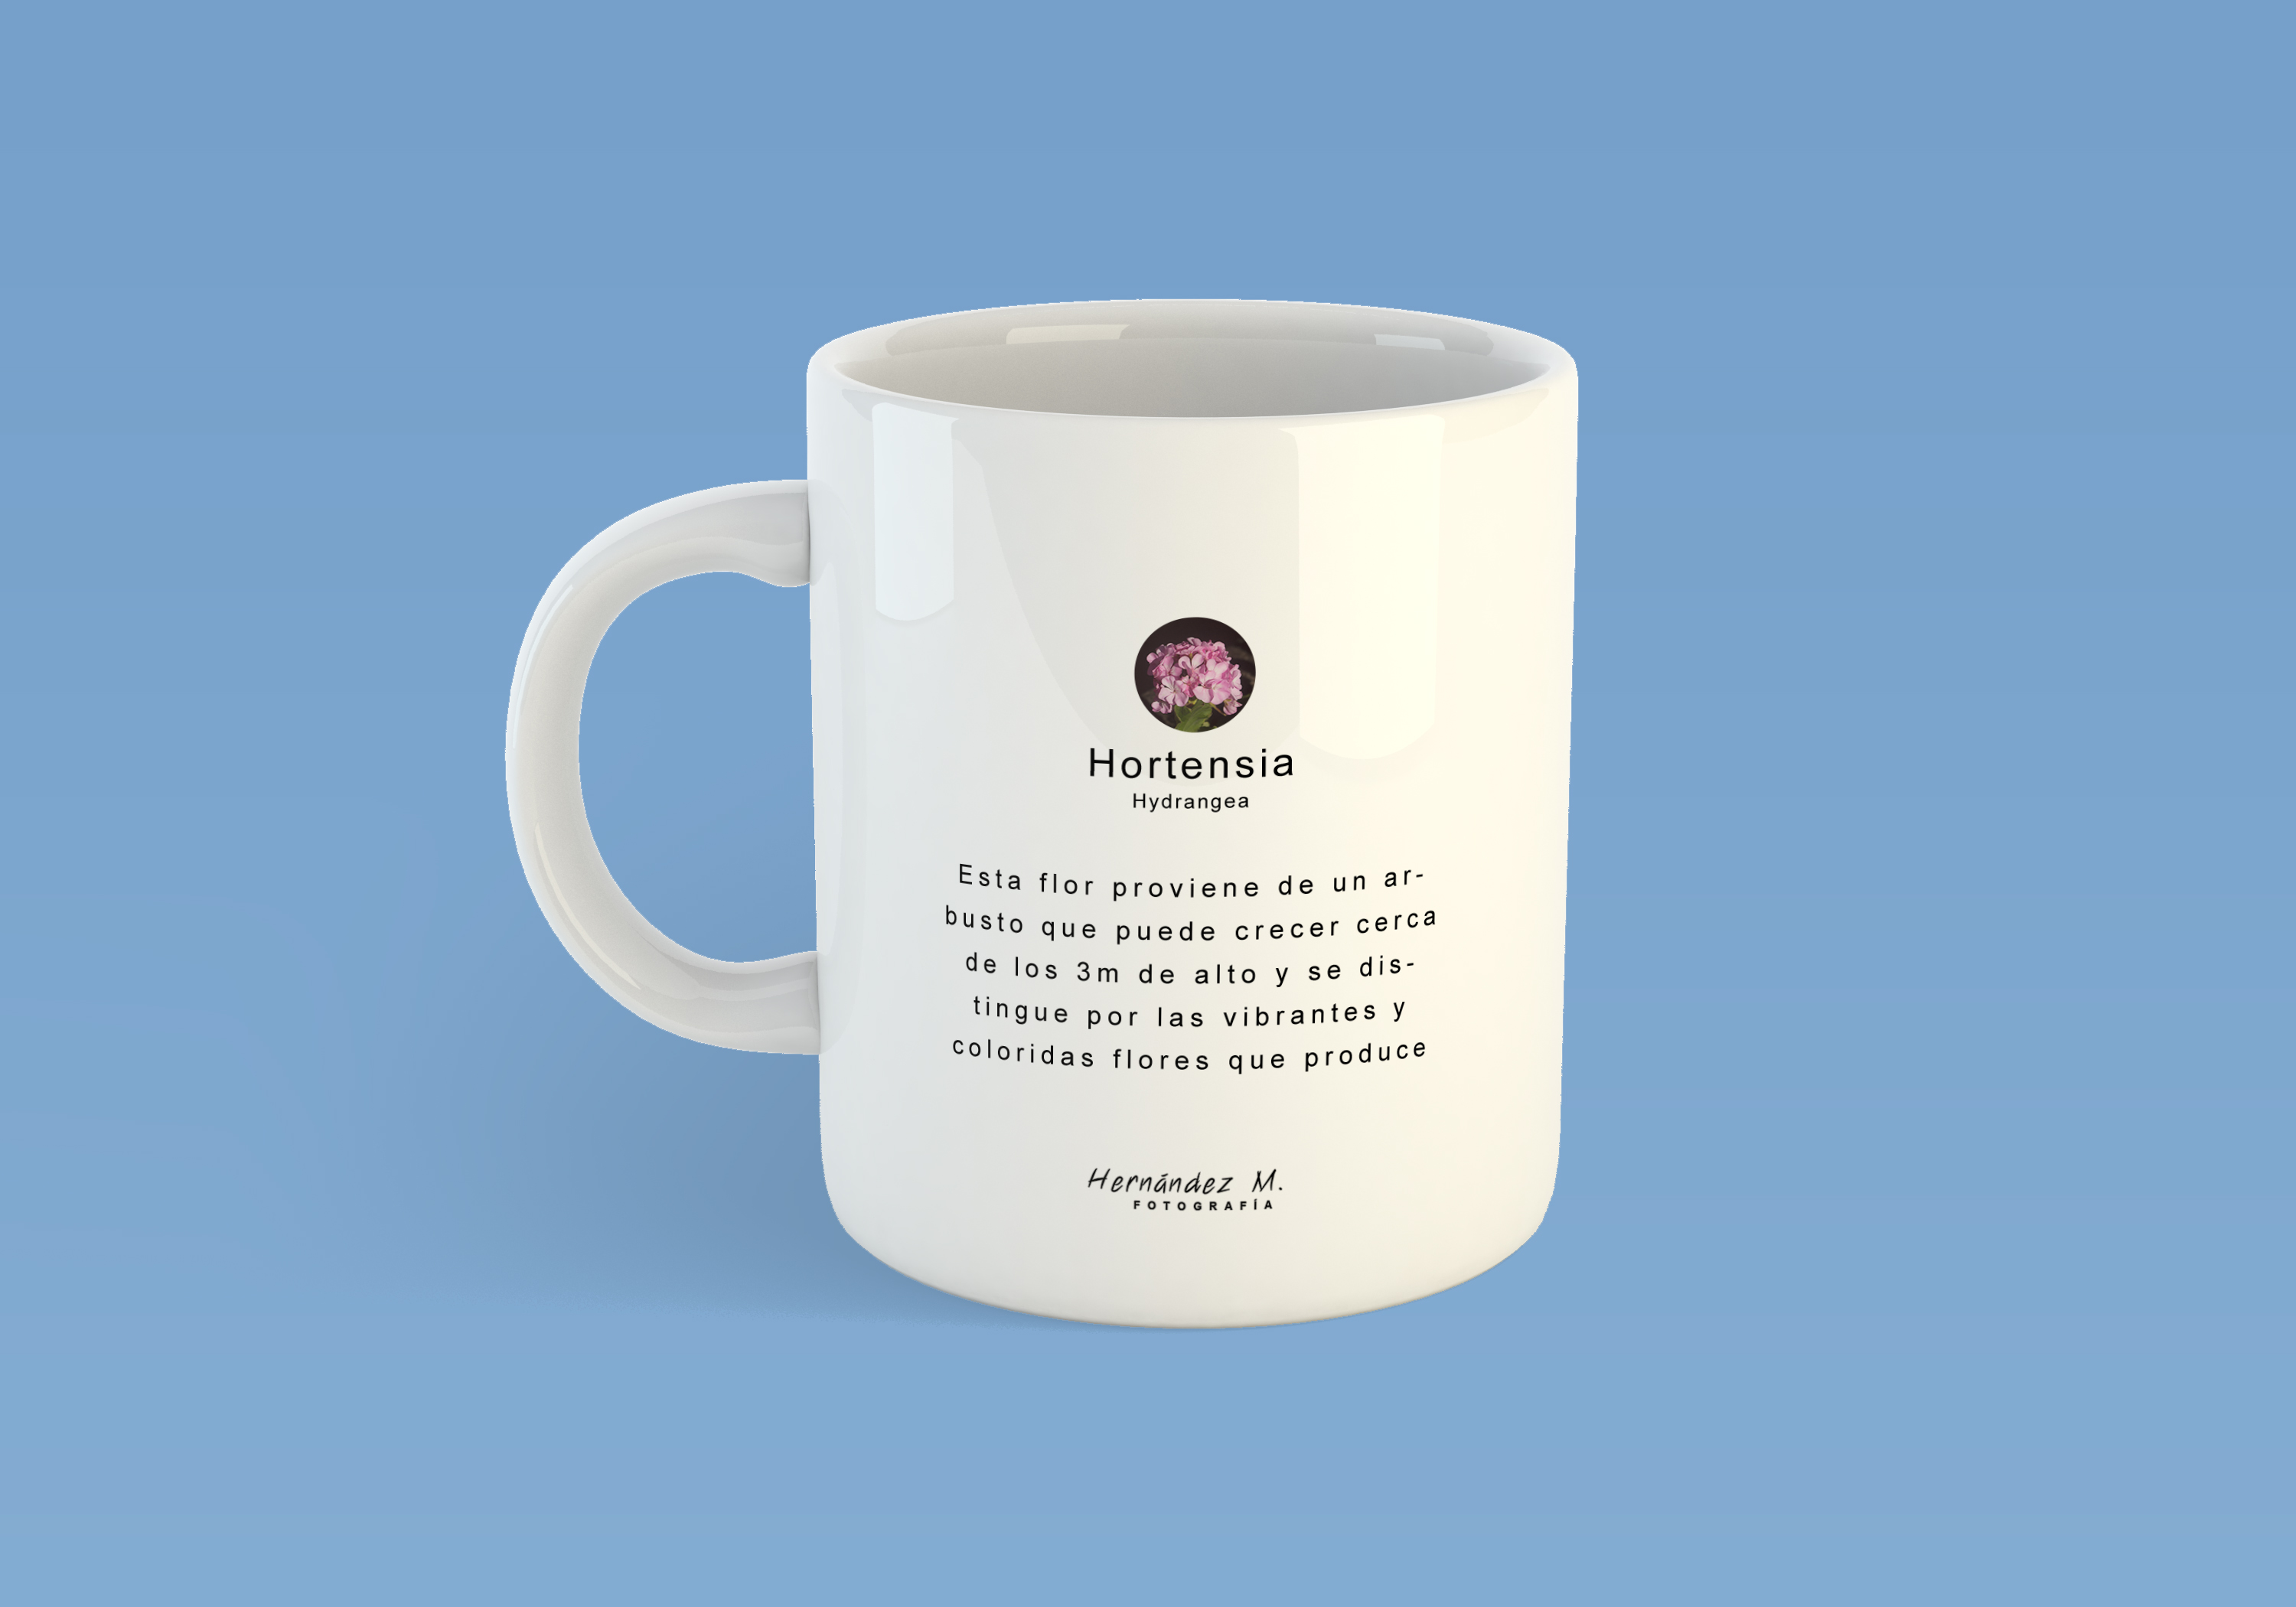 Hortensia
Hydrangea
Esta flor proviene de un ar-
busto que puede crecer cerca
de los 3m de alto y se dis-
tingue por las vibrantes y
coloridas flores que produce
Hernández M.
FOTOGRAFÍA